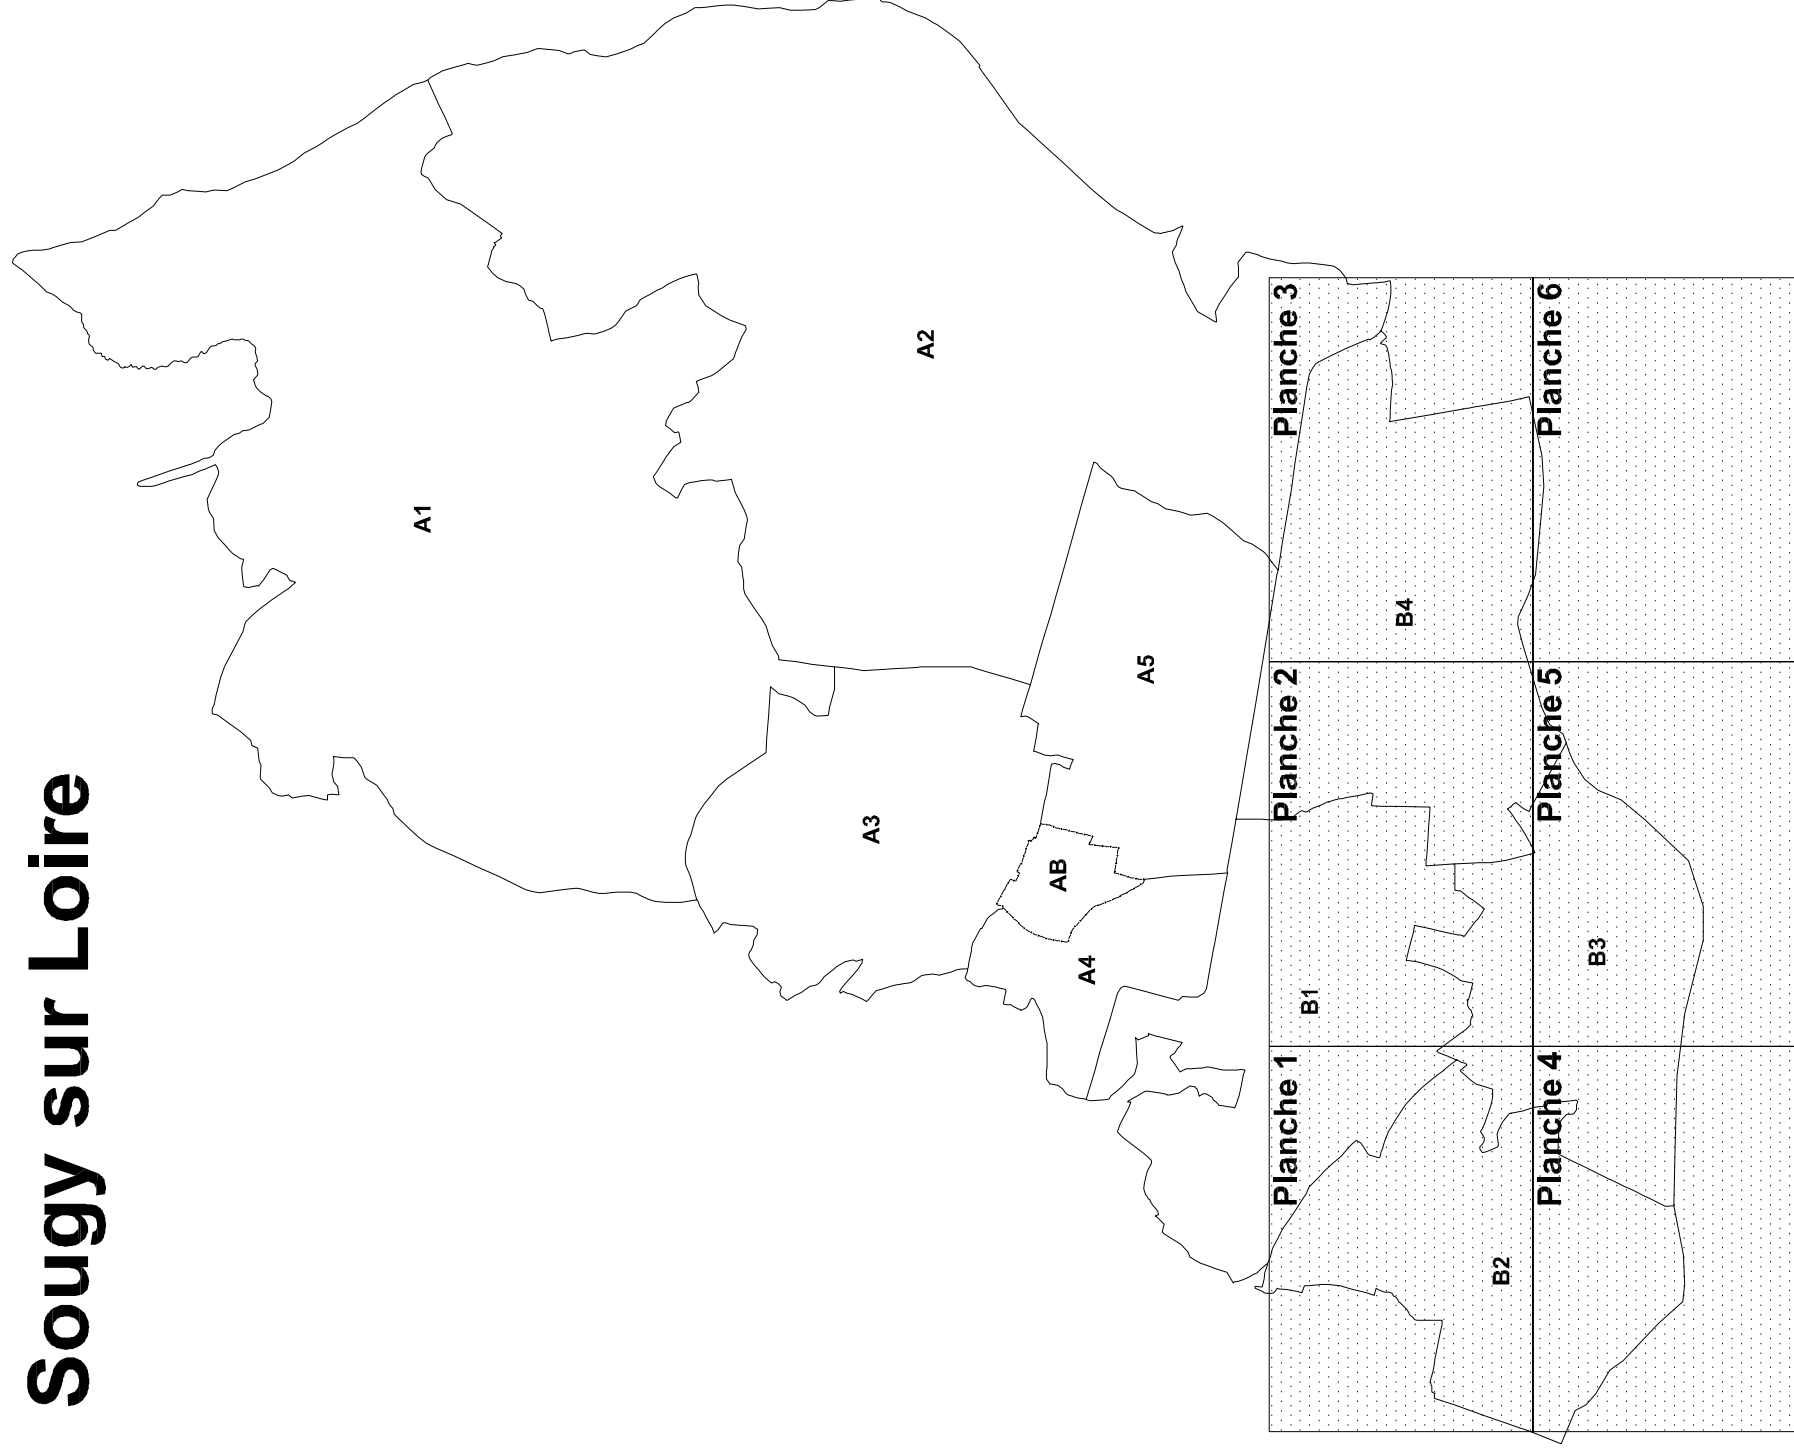 Sougy sur Loire
A1
A2
A3
A5
AB
A4
Planche 1
Planche 2
Planche 3
B1
B4
B2
Planche 4
Planche 5
Planche 6
B3